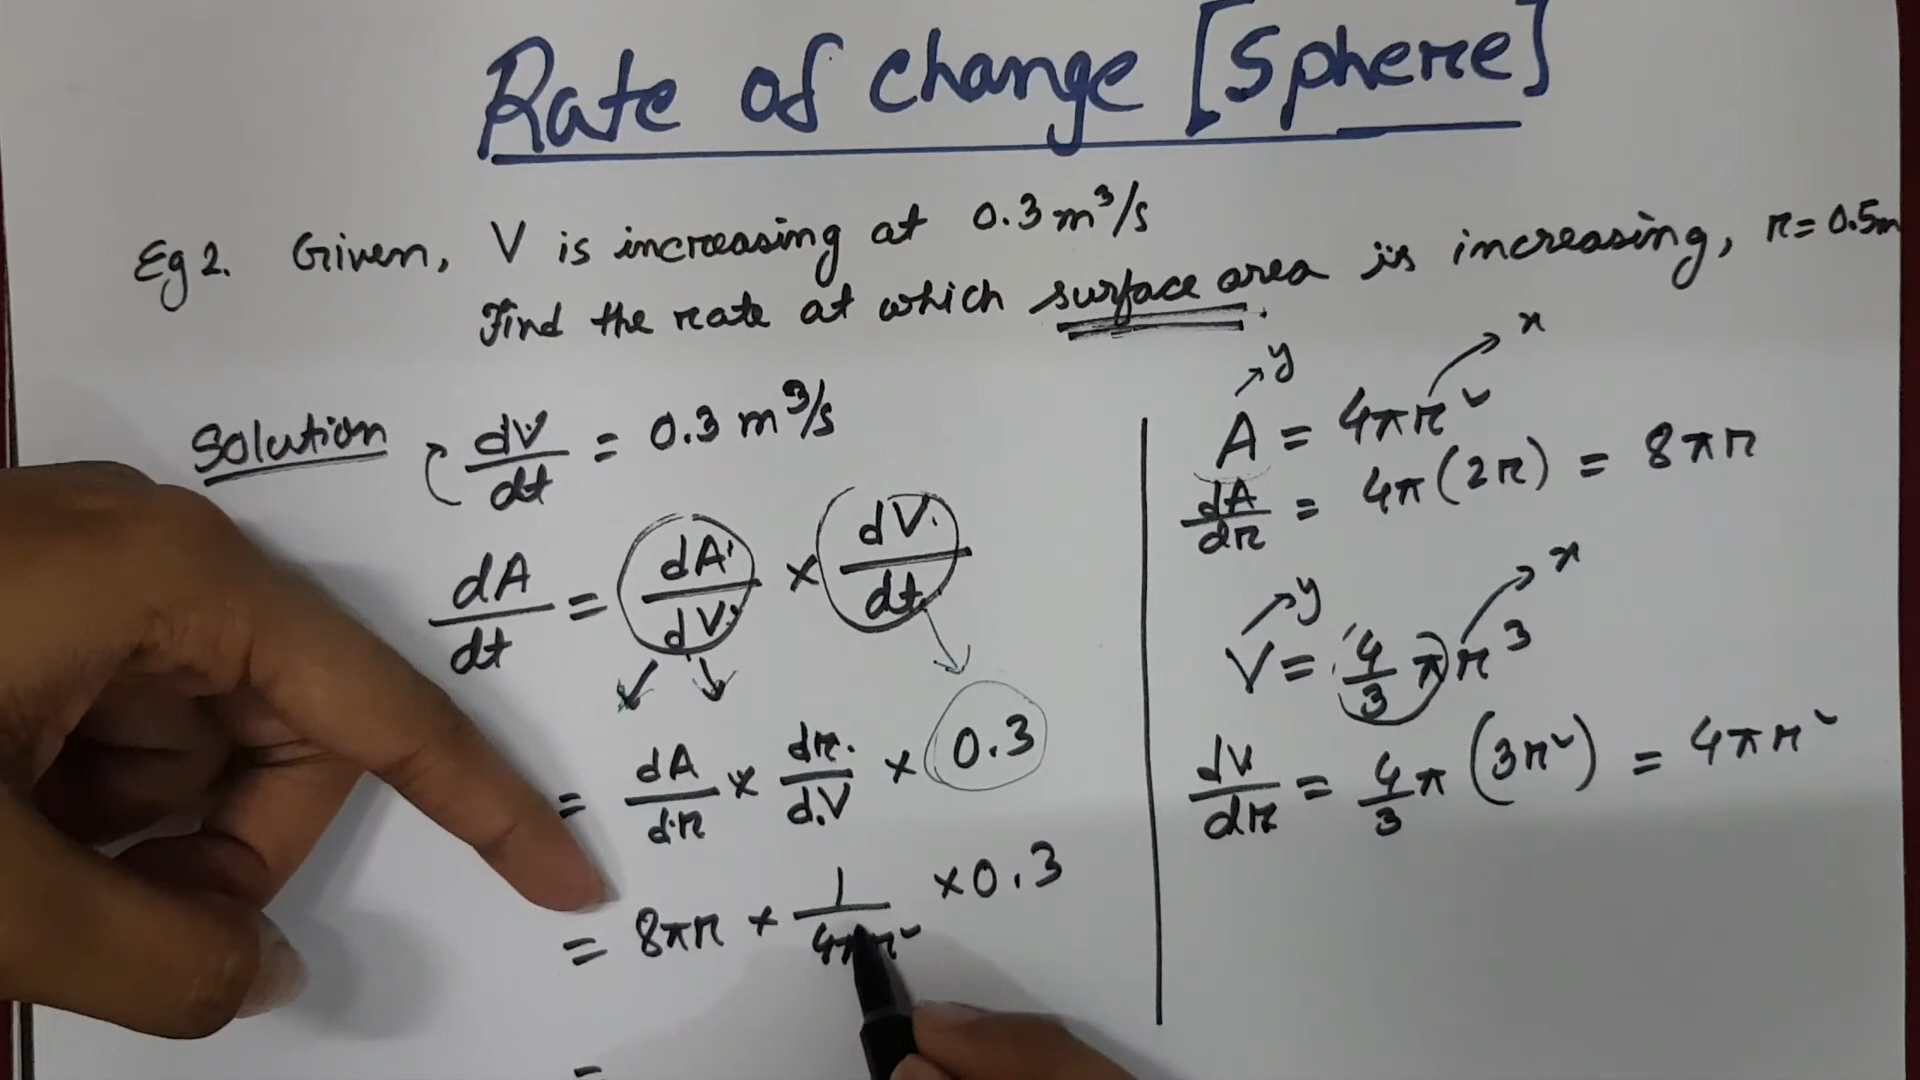 Rate of change [Sphere]
Eg 2. Given, V is increasing at 0.3 m³/s
Find the rate at which surface area is increasing, r = 0.5m
Solution dV/dt = 0.3 m³/s
dA/dt = dA/dV × dV/dt
= dA/dr × dr/dV × 0.3
= 8πr × 1/4πr² × 0.3
=
y x
A = 4πr²
dA/dr = 4π(2r) = 8πr
y x
V = 4/3 πr³
dV/dr = 4/3 π (3r²) = 4πr²